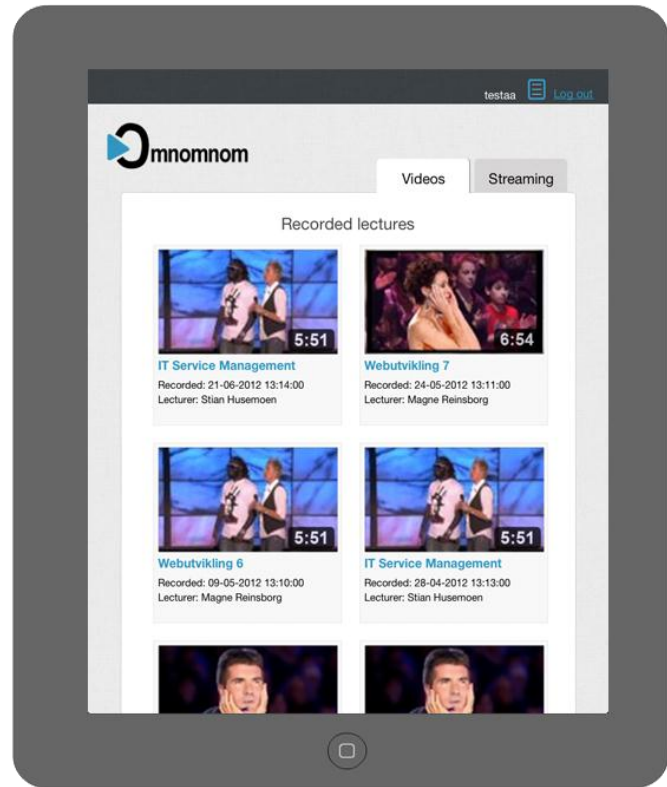 testaa Log out
Omnomnom
Videos Streaming
Recorded lectures
5:51
IT Service Management
Recorded: 21-06-2012 13:14:00
Lecturer: Stian Husemoen
6:54
Webutvikling 7
Recorded: 24-05-2012 13:11:00
Lecturer: Magne Reinsborg
5:51
Webutvikling 6
Recorded: 09-05-2012 13:10:00
Lecturer: Magne Reinsborg
5:51
IT Service Management
Recorded: 28-04-2012 13:13:00
Lecturer: Stian Husemoen